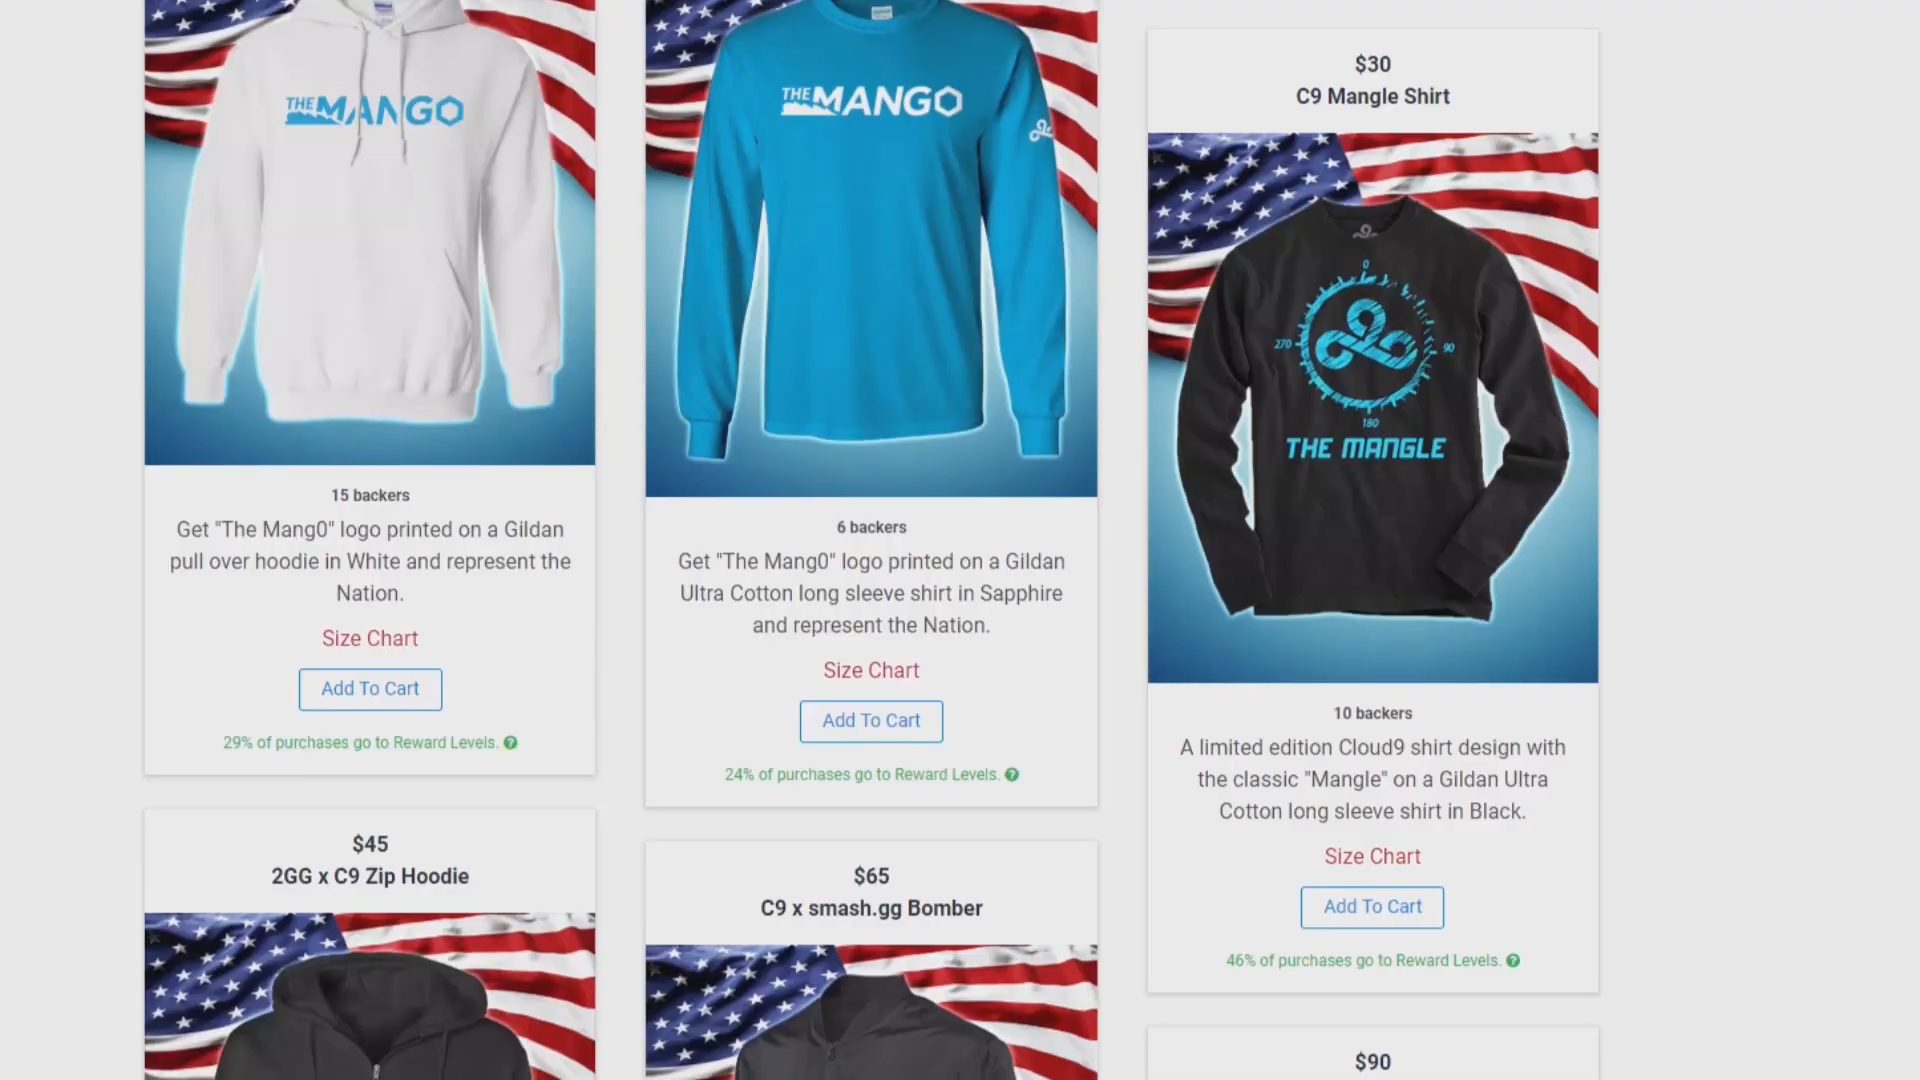 THE MANGO
15 backers
Get "The Mang0" logo printed on a Gildan
pull over hoodie in White and represent the
Nation.
Size Chart
Add To Cart
29% of purchases go to Reward Levels.
$45
2GG x C9 Zip Hoodie
THE MANGO
6 backers
Get "The Mang0" logo printed on a Gildan
Ultra Cotton long sleeve shirt in Sapphire
and represent the Nation.
Size Chart
Add To Cart
24% of purchases go to Reward Levels.
$65
C9 x smash.gg Bomber
$30
C9 Mangle Shirt
0
270
90
180
THE MANGLE
10 backers
A limited edition Cloud9 shirt design with
the classic "Mangle" on a Gildan Ultra
Cotton long sleeve shirt in Black.
Size Chart
Add To Cart
46% of purchases go to Reward Levels.
$90